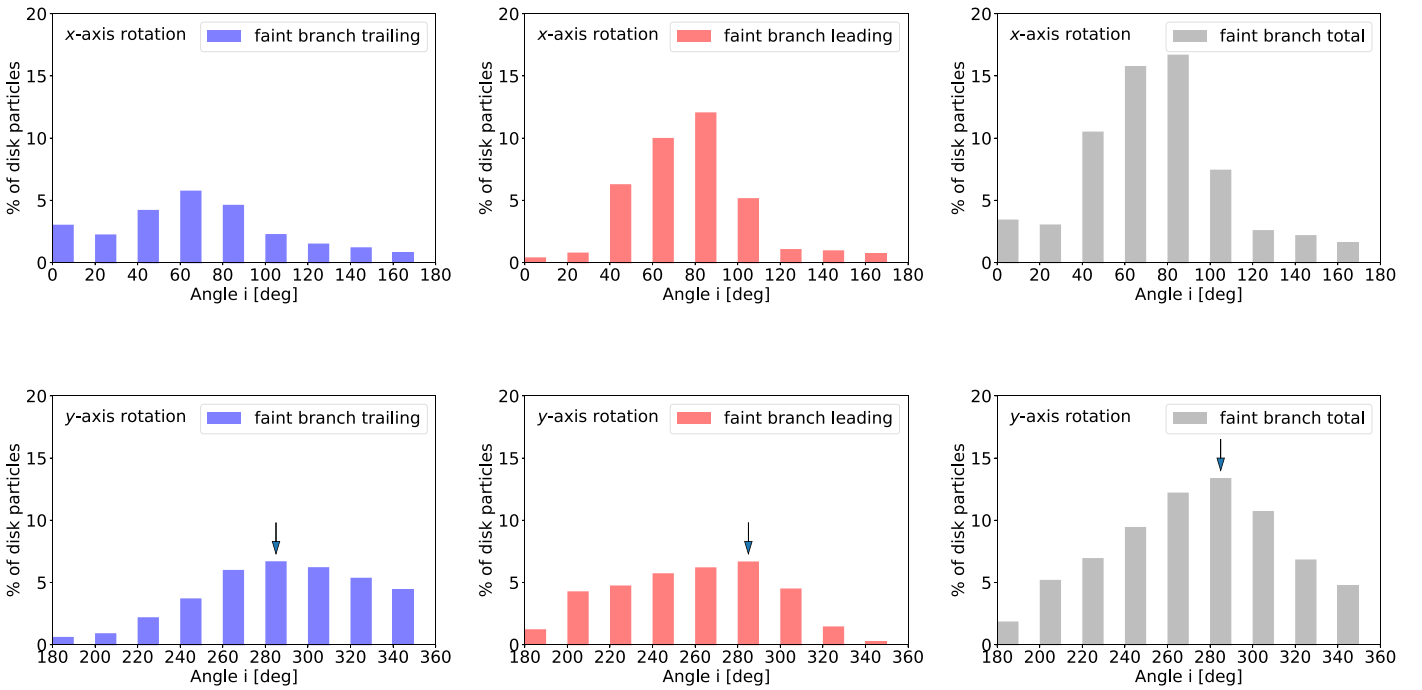 x-axis rotation
faint branch trailing
20
15
10
5
0
% of disk particles
0 20 40 60 80 100 120 140 160 180
Angle i [deg]
x-axis rotation
faint branch leading
20
15
10
5
0
% of disk particles
0 20 40 60 80 100 120 140 160 180
Angle i [deg]
x-axis rotation
faint branch total
20
15
10
5
0
% of disk particles
0 20 40 60 80 100 120 140 160 180
Angle i [deg]
y-axis rotation
faint branch trailing
20
15
10
5
0
% of disk particles
180 200 220 240 260 280 300 320 340 360
Angle i [deg]
y-axis rotation
faint branch leading
20
15
10
5
0
% of disk particles
180 200 220 240 260 280 300 320 340 360
Angle i [deg]
y-axis rotation
faint branch total
20
15
10
5
0
% of disk particles
180 200 220 240 260 280 300 320 340 360
Angle i [deg]